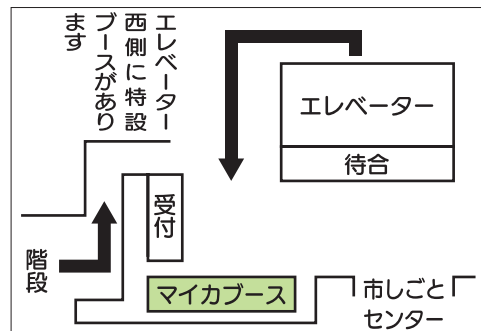 エレベーター
西側に特設
ブースがあり
ます
エレベーター
待合
受付
階段
マイカブース
市しごと
センター